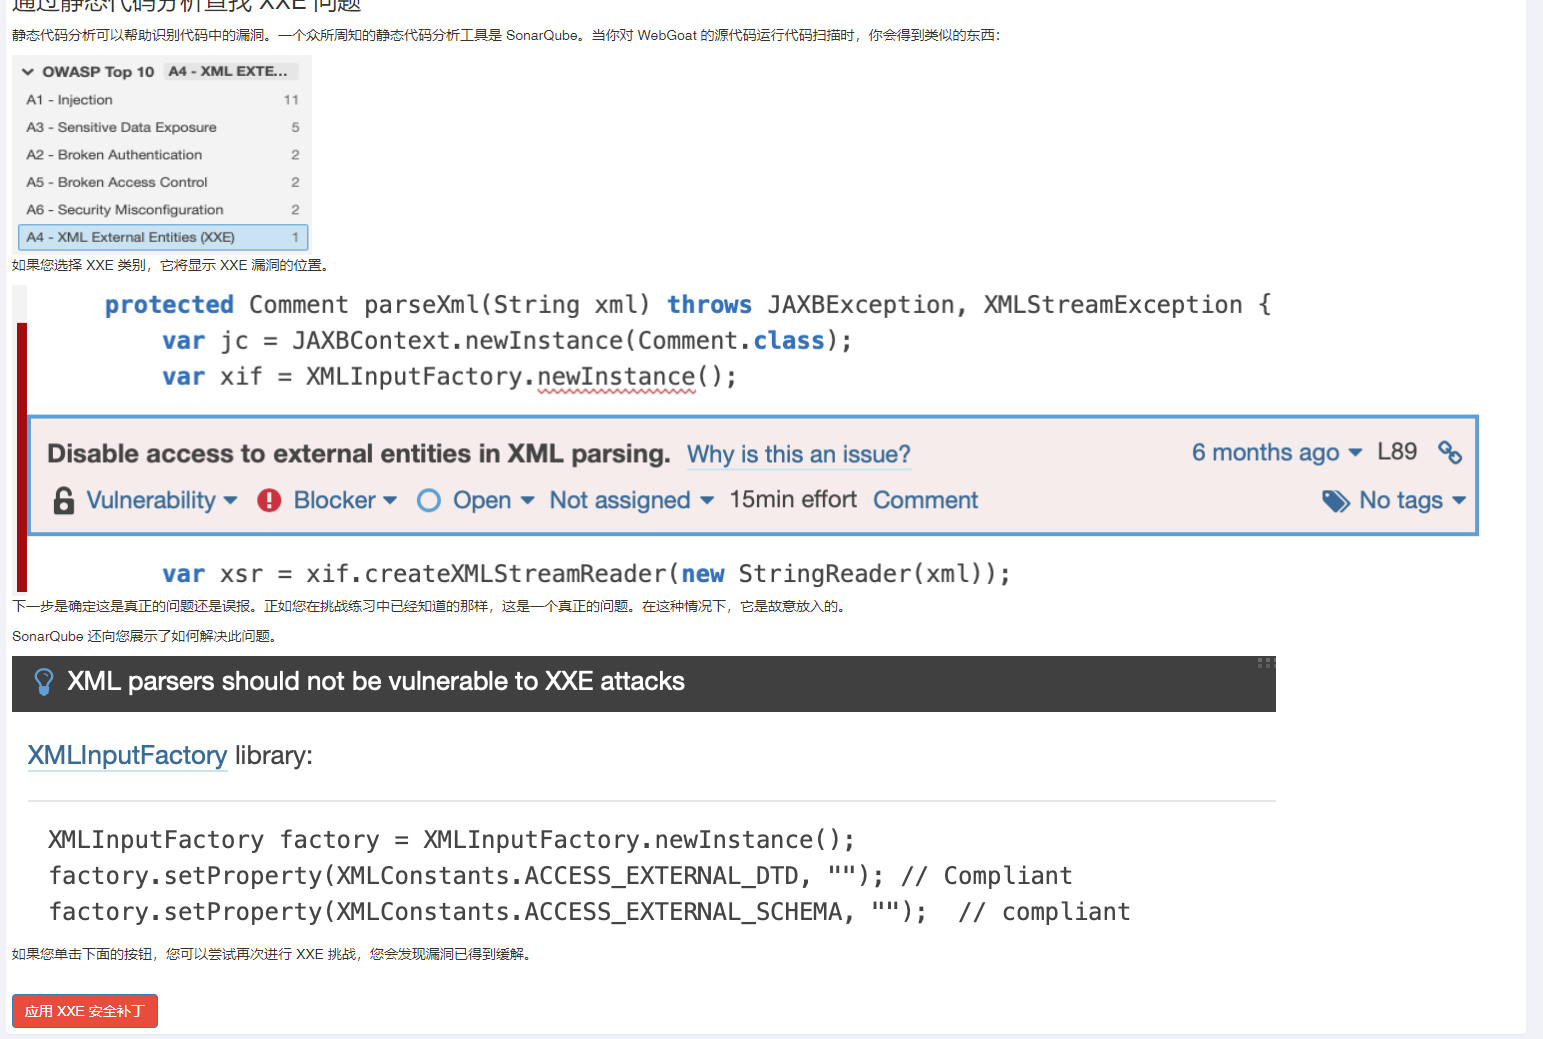 通过静态代码分析查找 XXE 问题
静态代码分析可以帮助识别代码中的漏洞。一个众所周知的静态代码分析工具是 SonarQube。当你对 WebGoat 的源代码运行代码扫描时，你会得到类似的东西：
OWASP Top 10 A4 - XML EXTE...
A1 - Injection 11
A3 - Sensitive Data Exposure 5
A2 - Broken Authentication 2
A5 - Broken Access Control 2
A6 - Security Misconfiguration 2
A4 - XML External Entities (XXE) 1
如果您选择 XXE 类别，它将显示 XXE 漏洞的位置。
protected Comment parseXml(String xml) throws JAXBException, XMLStreamException {
var jc = JAXBContext.newInstance(Comment.class);
var xif = XMLInputFactory.newInstance();
Disable access to external entities in XML parsing. Why is this an issue? 6 months ago L89
Vulnerability Blocker Open Not assigned 15min effort Comment No tags
var xsr = xif.createXMLStreamReader(new StringReader(xml));
下一步是确定这是真正的问题还是误报。正如您在挑战练习中已经知道的那样，这是一个真正的问题。在这种情况下，它是故意放入的。
SonarQube 还向您展示了如何解决此问题。
XML parsers should not be vulnerable to XXE attacks
XMLInputFactory library:
XMLInputFactory factory = XMLInputFactory.newInstance();
factory.setProperty(XMLConstants.ACCESS_EXTERNAL_DTD, ""); // Compliant
factory.setProperty(XMLConstants.ACCESS_EXTERNAL_SCHEMA, ""); // compliant
如果您单击下面的按钮，您可以尝试再次进行 XXE 挑战，您会发现漏洞已得到缓解。
应用 XXE 安全补丁